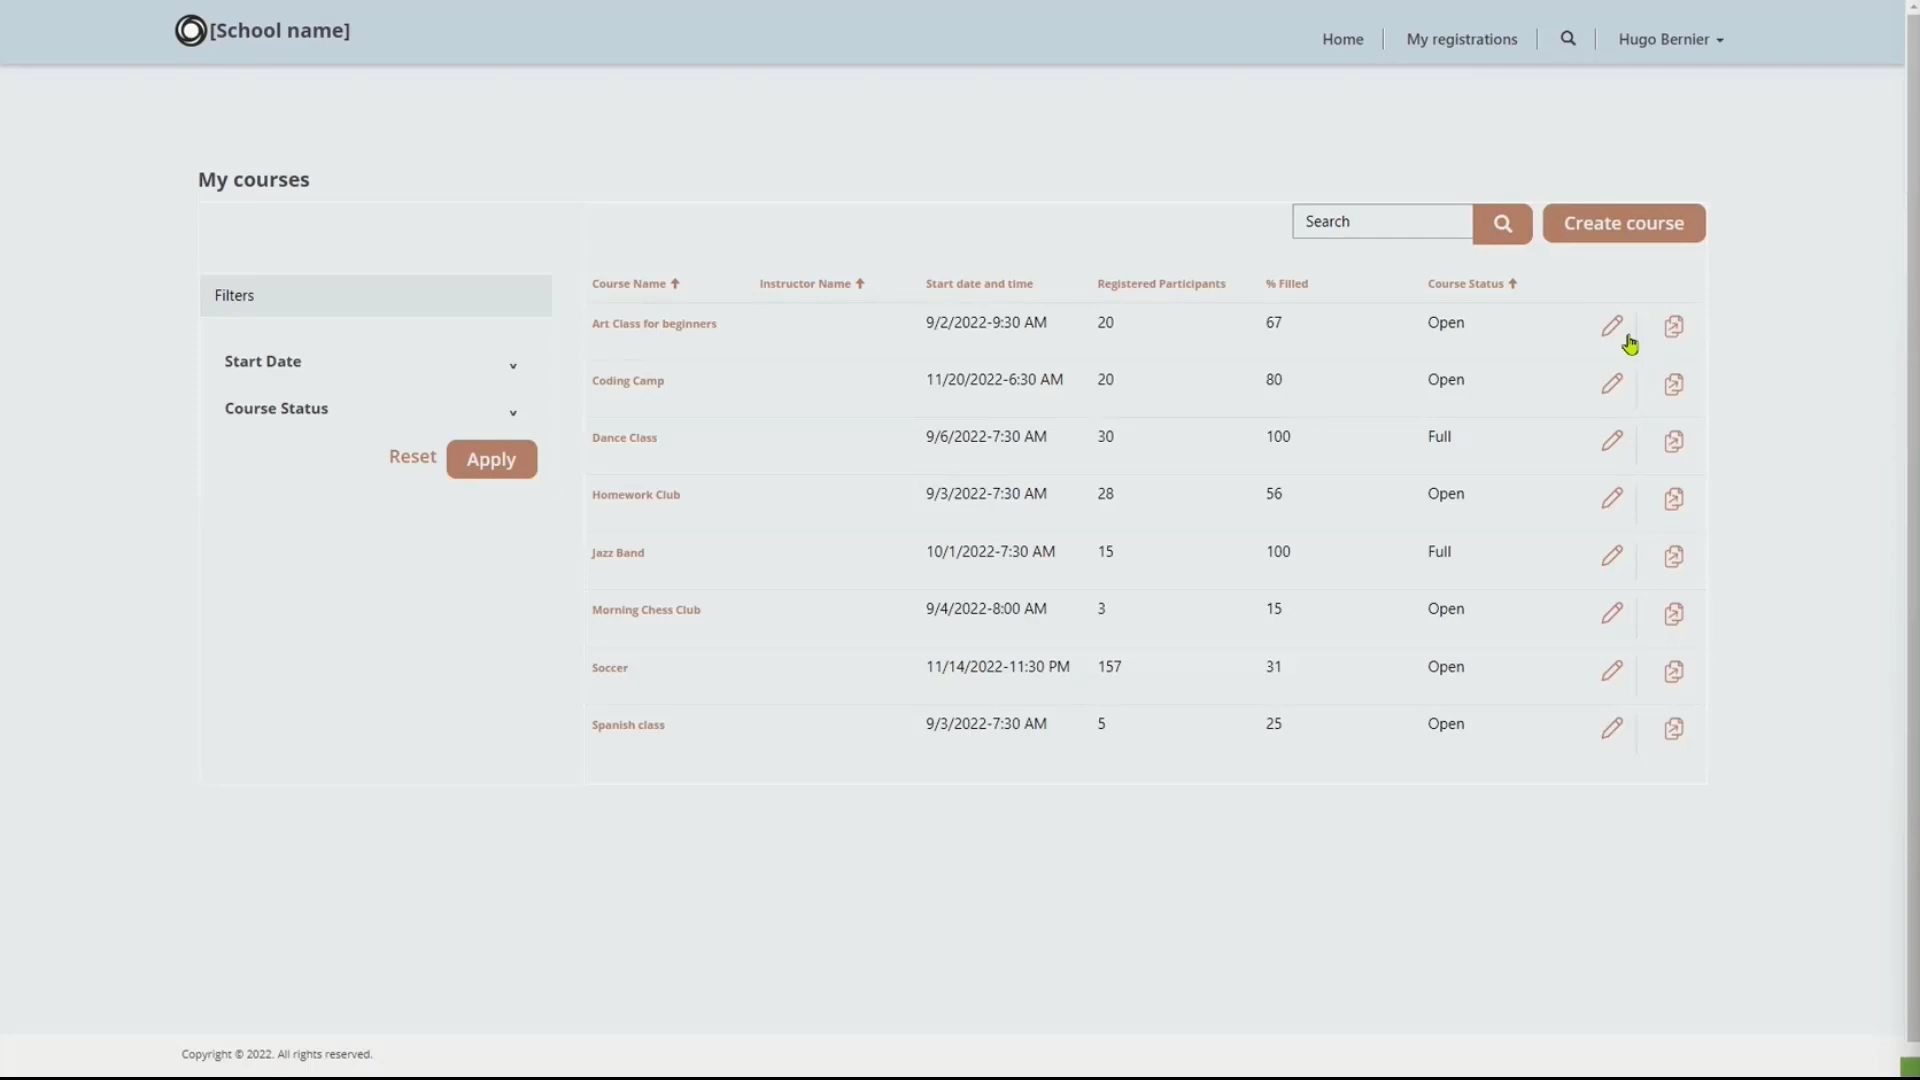 [School name]
Home
My registrations
Hugo Bernier
My courses
Search
Create course
Filters
Start Date
Course Status
Reset
Apply
Course Name Instructor Name Start date and time Registered Participants % Filled Course Status
Art Class for beginners 9/2/2022-9:30 AM 20 67 Open
Coding Camp 11/20/2022-6:30 AM 20 80 Open
Dance Class 9/6/2022-7:30 AM 30 100 Full
Homework Club 9/3/2022-7:30 AM 28 56 Open
Jazz Band 10/1/2022-7:30 AM 15 100 Full
Morning Chess Club 9/4/2022-8:00 AM 3 15 Open
Soccer 11/14/2022-11:30 PM 157 31 Open
Spanish class 9/3/2022-7:30 AM 5 25 Open
Copyright © 2022. All rights reserved.